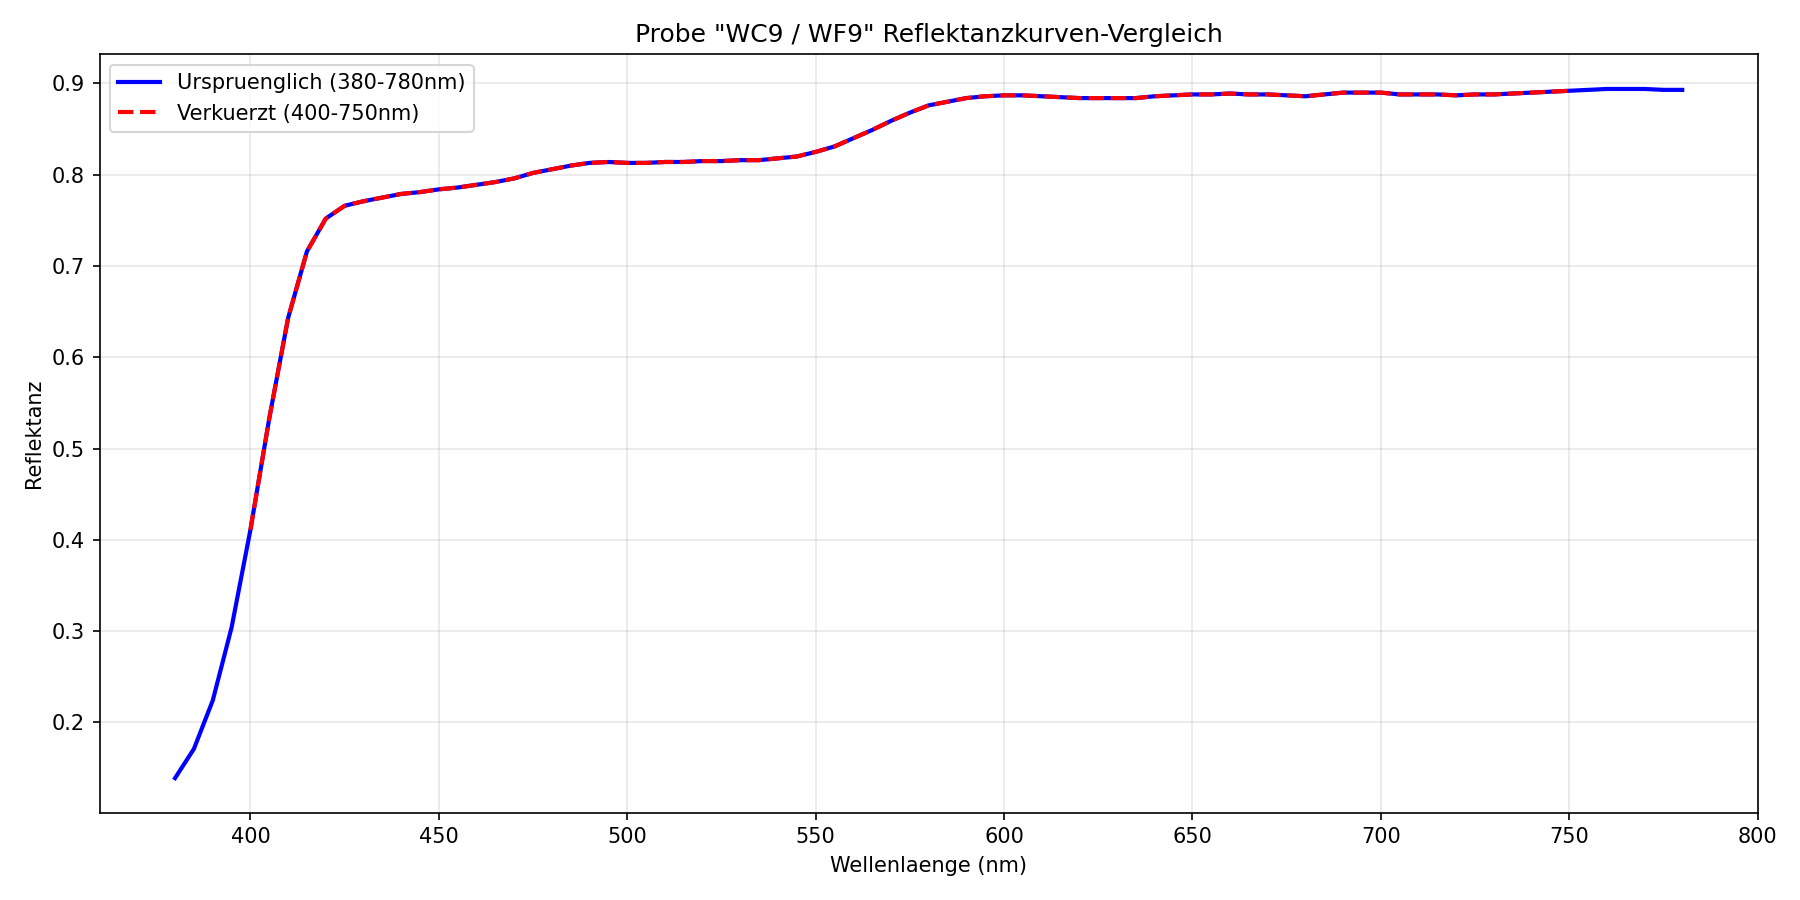 Probe "WC9 / WF9" Reflektanzkurven-Vergleich
Urspruenglich (380-780nm)
Verkuerzt (400-750nm)
0.9
0.8
0.7
0.6
0.5
0.4
0.3
0.2
Reflektanz
400 450 500 550 600 650 700 750 800
Wellenlaenge (nm)